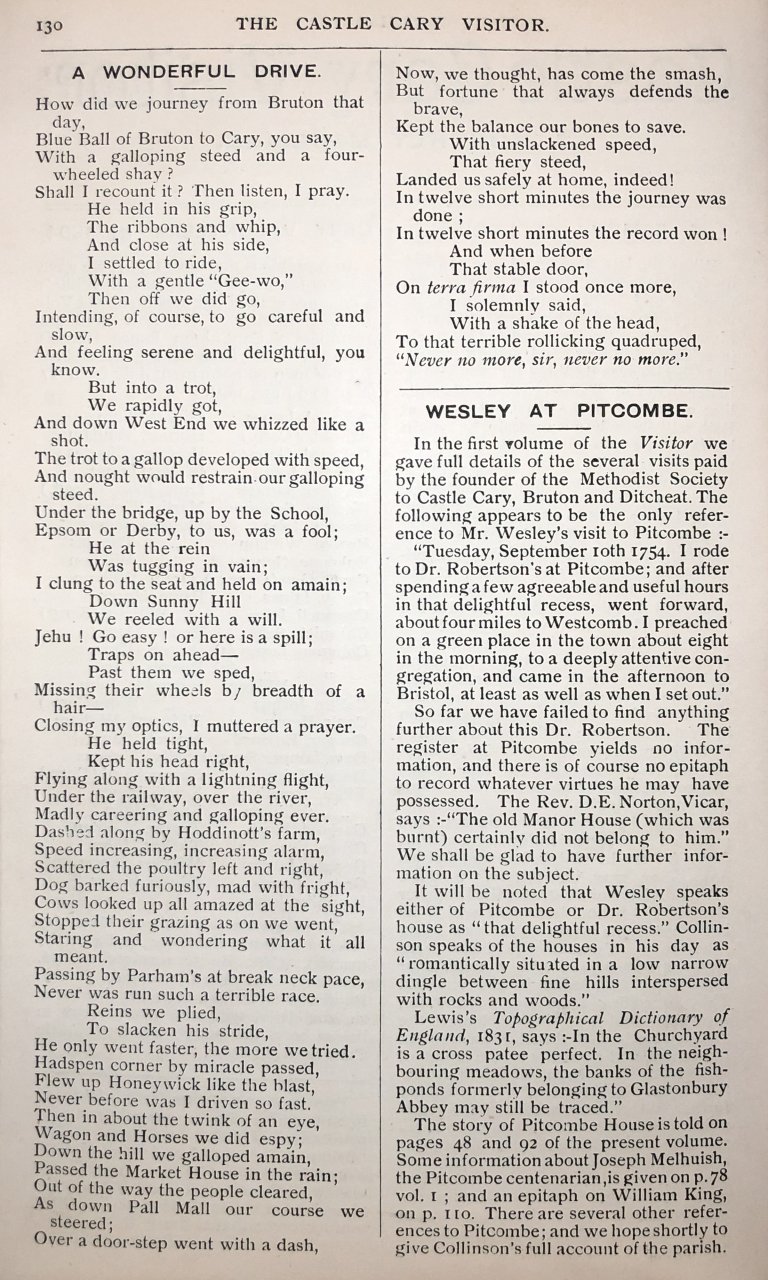 130
THE CASTLE CARY VISITOR.
A WONDERFUL DRIVE.
How did we journey from Bruton that
day,
Blue Ball of Bruton to Cary, you say,
With a galloping steed and a four-
wheeled shay ?
Shall I recount it ? Then listen, I pray.
He held in his grip,
The ribbons and whip,
And close at his side,
I settled to ride,
With a gentle "Gee-wo,"
Then off we did go,
Intending, of course, to go careful and
slow,
And feeling serene and delightful, you
know.
But into a trot,
We rapidly got,
And down West End we whizzed like a
shot.
The trot to a gallop developed with speed,
And nought would restrain our galloping
steed.
Under the bridge, up by the School,
Epsom or Derby, to us, was a fool;
He at the rein
Was tugging in vain;
I clung to the seat and held on amain;
Down Sunny Hill
We reeled with a will.
Jehu ! Go easy ! or here is a spill;
Traps on ahead—
Past them we sped,
Missing their wheels by breadth of a
hair—
Closing my optics, I muttered a prayer.
He held tight,
Kept his head right,
Flying along with a lightning flight,
Under the railway, over the river,
Madly careering and galloping ever.
Dashed along by Hoddinott's farm,
Speed increasing, increasing alarm,
Scattered the poultry left and right,
Dog barked furiously, mad with fright,
Cows looked up all amazed at the sight,
Stopped their grazing as on we went,
Staring and wondering what it all
meant.
Passing by Parham's at break neck pace,
Never was run such a terrible race.
Reins we plied,
To slacken his stride,
He only went faster, the more we tried.
Hadspen corner by miracle passed,
Flew up Honeywick like the blast,
Never before was I driven so fast.
Then in about the twink of an eye,
Wagon and Horses we did espy;
Down the hill we galloped amain,
Passed the Market House in the rain;
Out of the way the people cleared,
As down Pall Mall our course we
steered;
Over a door-step went with a dash,
Now, we thought, has come the smash,
But fortune that always defends the
brave,
Kept the balance our bones to save.
With unslackened speed,
That fiery steed,
Landed us safely at home, indeed!
In twelve short minutes the journey was
done ;
In twelve short minutes the record won !
And when before
That stable door,
On terra firma I stood once more,
I solemnly said,
With a shake of the head,
To that terrible rollicking quadruped,
"Never no more, sir, never no more."
WESLEY AT PITCOMBE.
In the first volume of the Visitor we
gave full details of the several visits paid
by the founder of the Methodist Society
to Castle Cary, Bruton and Ditcheat. The
following appears to be the only refer-
ence to Mr. Wesley's visit to Pitcombe :-
"Tuesday, September 10th 1754. I rode
to Dr. Robertson's at Pitcombe; and after
spending a few agreeable and useful hours
in that delightful recess, went forward,
about four miles to Westcomb. I preached
on a green place in the town about eight
in the morning, to a deeply attentive con-
gregation, and came in the afternoon to
Bristol, at least as well as when I set out."
So far we have failed to find anything
further about this Dr. Robertson. The
register at Pitcombe yields no infor-
mation, and there is of course no epitaph
to record whatever virtues he may have
possessed. The Rev. D.E. Norton, Vicar,
says :-"The old Manor House (which was
burnt) certainly did not belong to him."
We shall be glad to have further infor-
mation on the subject.
It will be noted that Wesley speaks
either of Pitcombe or Dr. Robertson's
house as "that delightful recess." Collin-
son speaks of the houses in his day as
"romantically situated in a low narrow
dingle between fine hills interspersed
with rocks and woods."
Lewis's Topographical Dictionary of
England, 1831, says :-In the Churchyard
is a cross patee perfect. In the neigh-
bouring meadows, the banks of the fish-
ponds formerly belonging to Glastonbury
Abbey may still be traced."
The story of Pitcombe House is told on
pages 48 and 92 of the present volume.
Some information about Joseph Melhuish,
the Pitcombe centenarian, is given on p. 78
vol. 1 ; and an epitaph on William King,
on p. 110. There are several other refer-
ences to Pitcombe; and we hope shortly to
give Collinson's full account of the parish.